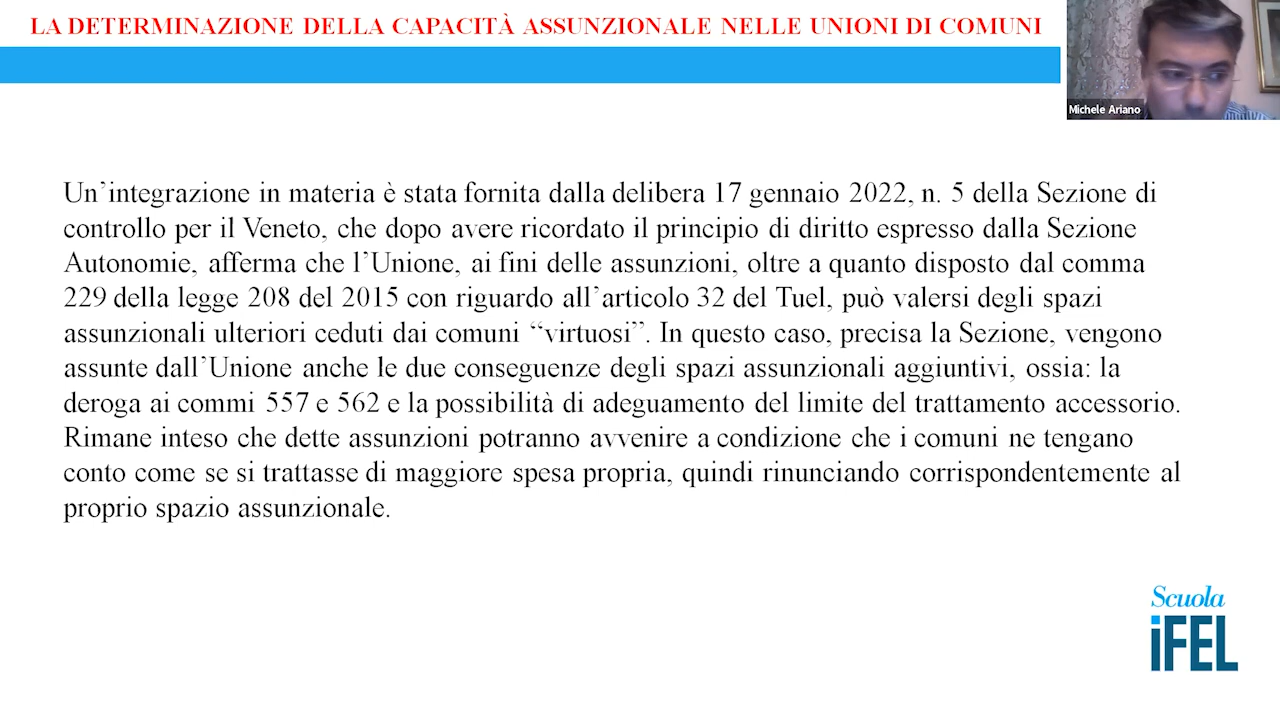 LA DETERMINAZIONE DELLA CAPACITÀ ASSUNZIONALE NELLE UNIONI DI COMUNI
Michele Ariano
Un’integrazione in materia è stata fornita dalla delibera 17 gennaio 2022, n. 5 della Sezione di
controllo per il Veneto, che dopo avere ricordato il principio di diritto espresso dalla Sezione
Autonomie, afferma che l’Unione, ai fini delle assunzioni, oltre a quanto disposto dal comma
229 della legge 208 del 2015 con riguardo all’articolo 32 del Tuel, può valersi degli spazi
assunzionali ulteriori ceduti dai comuni “virtuosi”. In questo caso, precisa la Sezione, vengono
assunte dall’Unione anche le due conseguenze degli spazi assunzionali aggiuntivi, ossia: la
deroga ai commi 557 e 562 e la possibilità di adeguamento del limite del trattamento accessorio.
Rimane inteso che dette assunzioni potranno avvenire a condizione che i comuni ne tengano
conto come se si trattasse di maggiore spesa propria, quindi rinunciando corrispondentemente al
proprio spazio assunzionale.
Scuola
iFEL